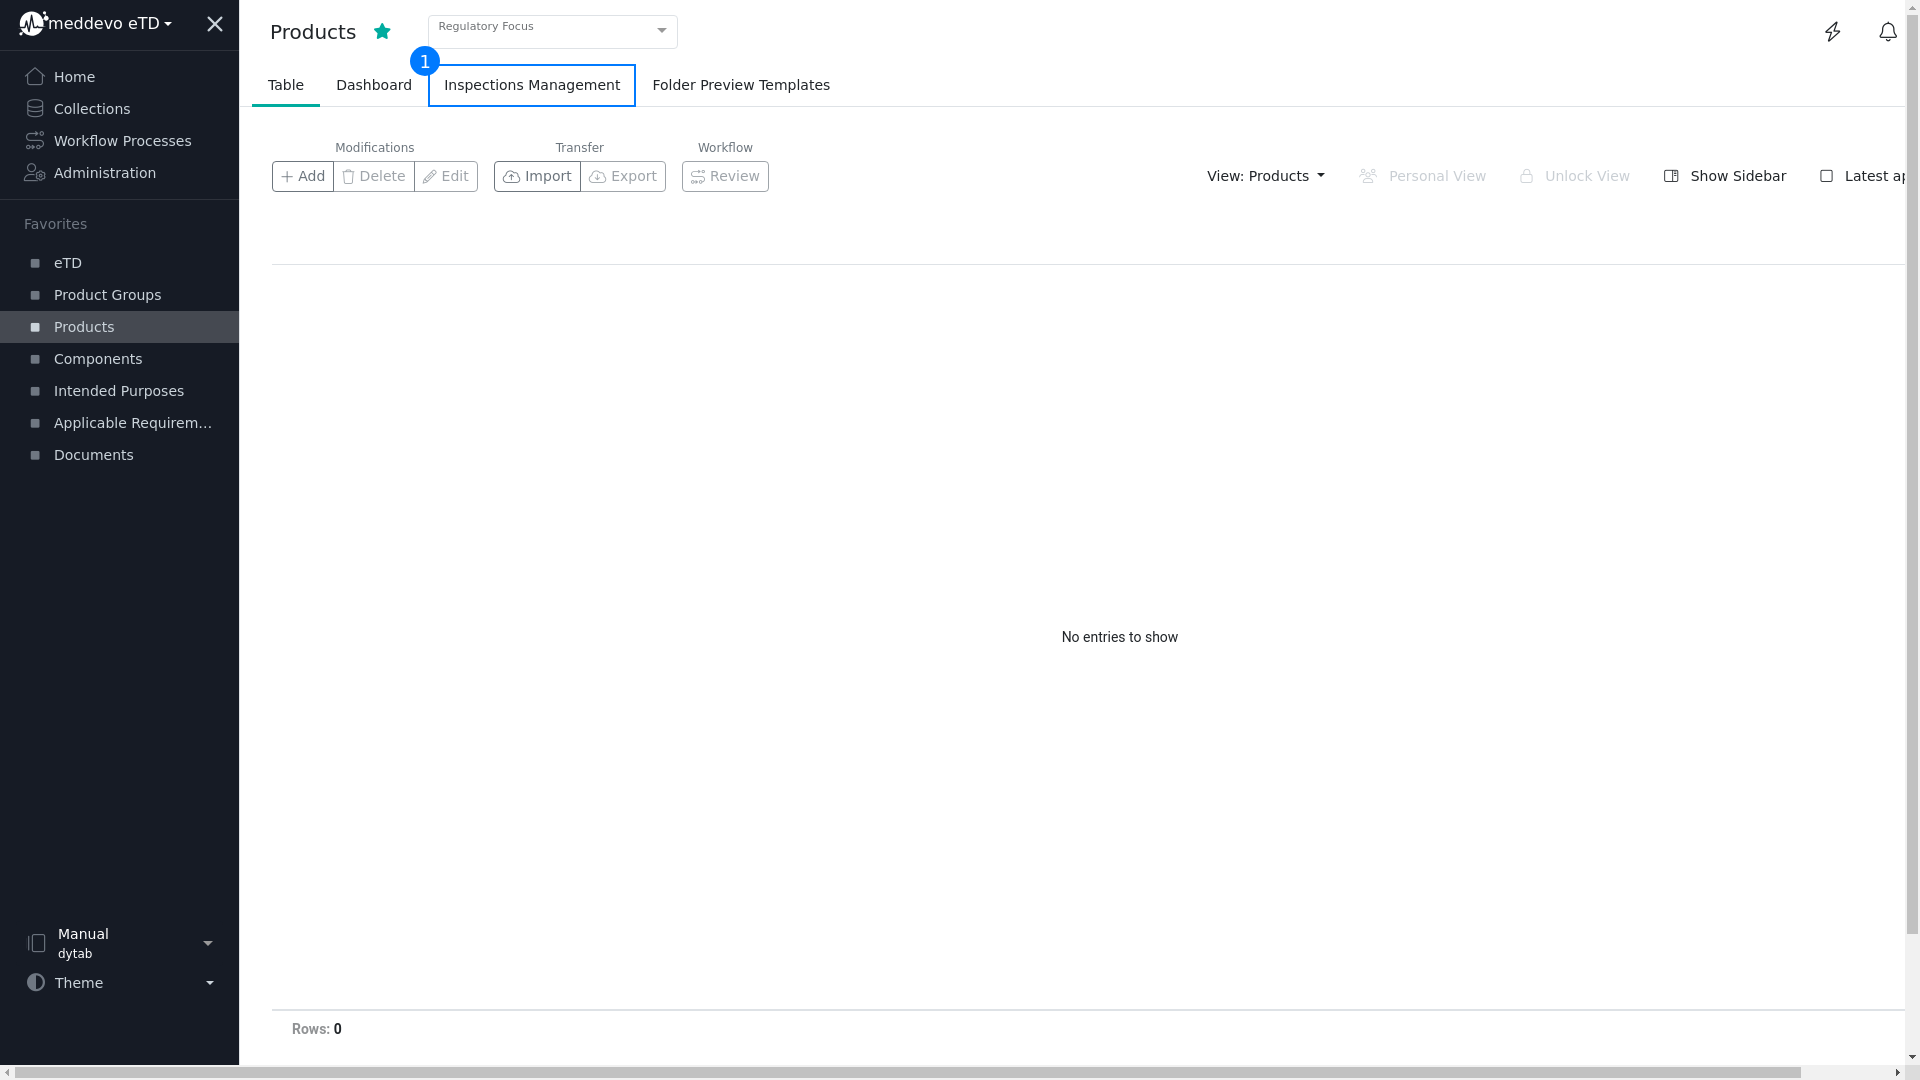 meddevo eTD
Home
Collections
Workflow Processes
Administration
Favorites
eTD
Product Groups
Products
Components
Intended Purposes
Applicable Requirem...
Documents
Manual
dytab
Theme
Products
Regulatory Focus
1
Table
Dashboard
Inspections Management
Folder Preview Templates
Modifications
Transfer
Workflow
Add
Delete
Edit
Import
Export
Review
View: Products
Personal View
Unlock View
Show Sidebar
Latest ap
No entries to show
Rows: 0